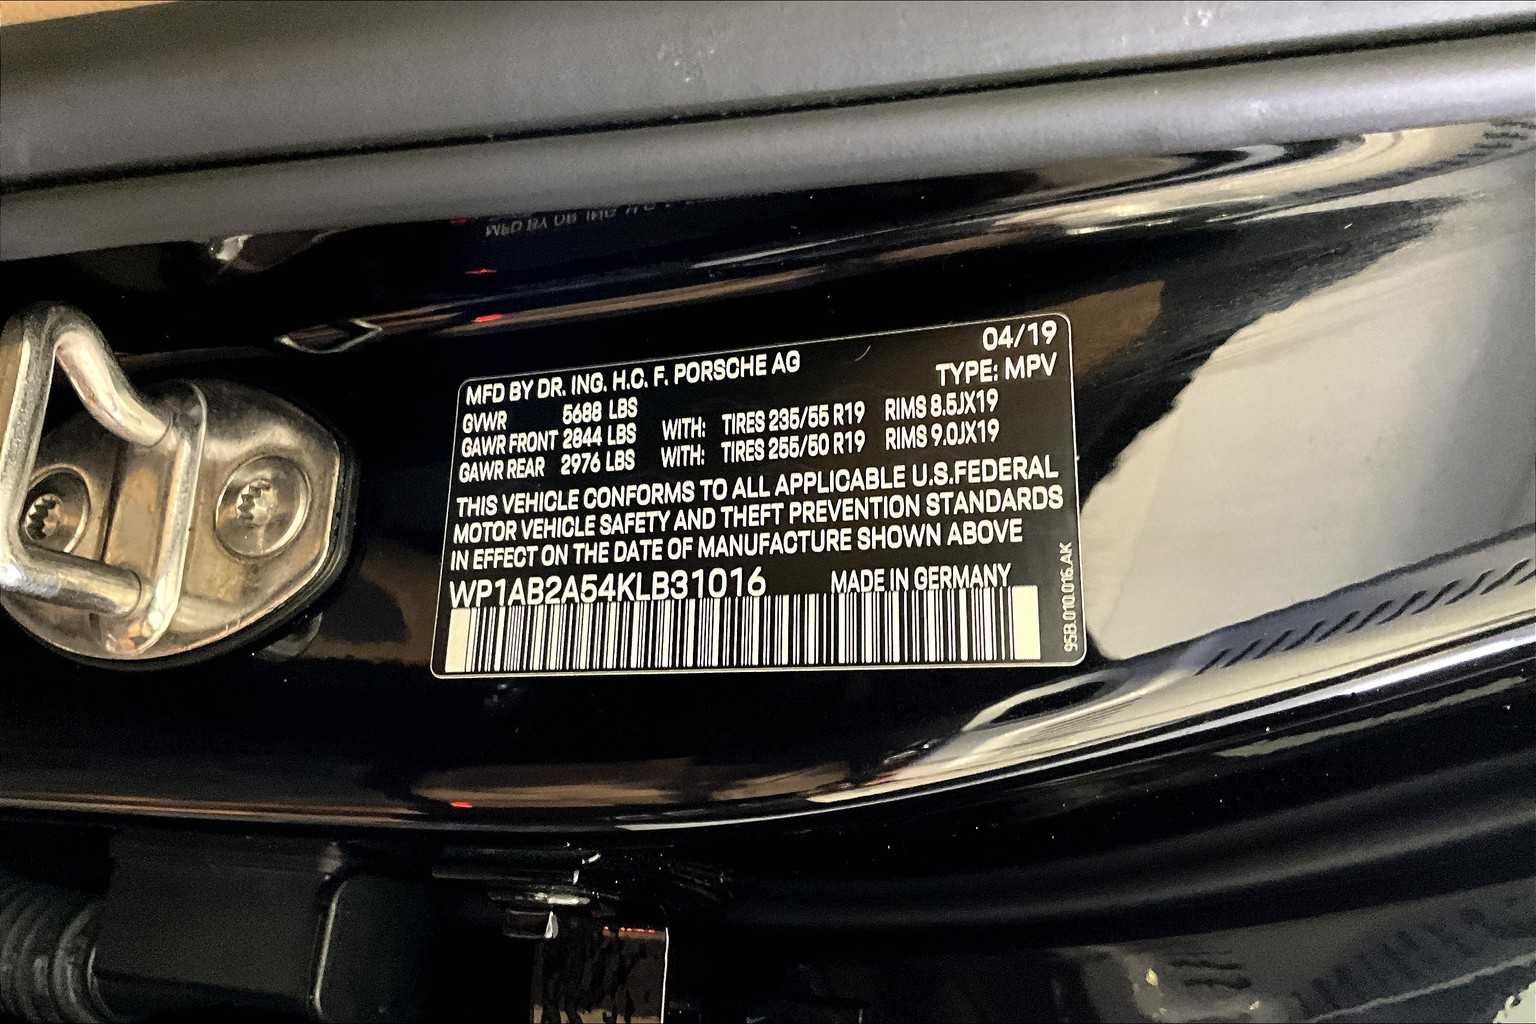 MFD BY DR. ING. H.C. F. PORSCHE AG 04/19
TYPE: MPV
GVWR 5688 LBS
GAWR FRONT 2844 LBS WITH: TIRES 235/55 R19 RIMS 8.5JX19
GAWR REAR 2976 LBS WITH: TIRES 255/50 R19 RIMS 9.0JX19
THIS VEHICLE CONFORMS TO ALL APPLICABLE U.S.FEDERAL
MOTOR VEHICLE SAFETY AND THEFT PREVENTION STANDARDS
IN EFFECT ON THE DATE OF MANUFACTURE SHOWN ABOVE
WP1AB2A54KLB31016 MADE IN GERMANY
95B.010.016.AK